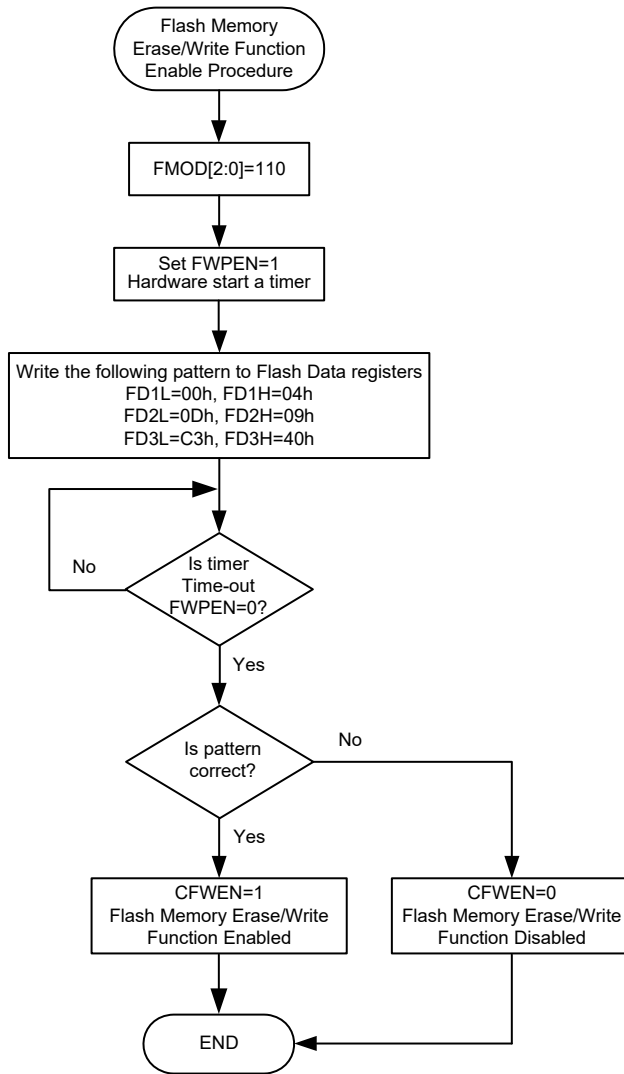 Flash Memory
Erase/Write Function
Enable Procedure
FMOD[2:0]=110
Set FWPEN=1
Hardware start a timer
Write the following pattern to Flash Data registers
FD1L=00h, FD1H=04h
FD2L=0Dh, FD2H=09h
FD3L=C3h, FD3H=40h
No
Is timer
Time-out
FWPEN=0?
Yes
Is pattern
correct?
No
Yes
CFWEN=1
Flash Memory Erase/Write
Function Enabled
CFWEN=0
Flash Memory Erase/Write
Function Disabled
END